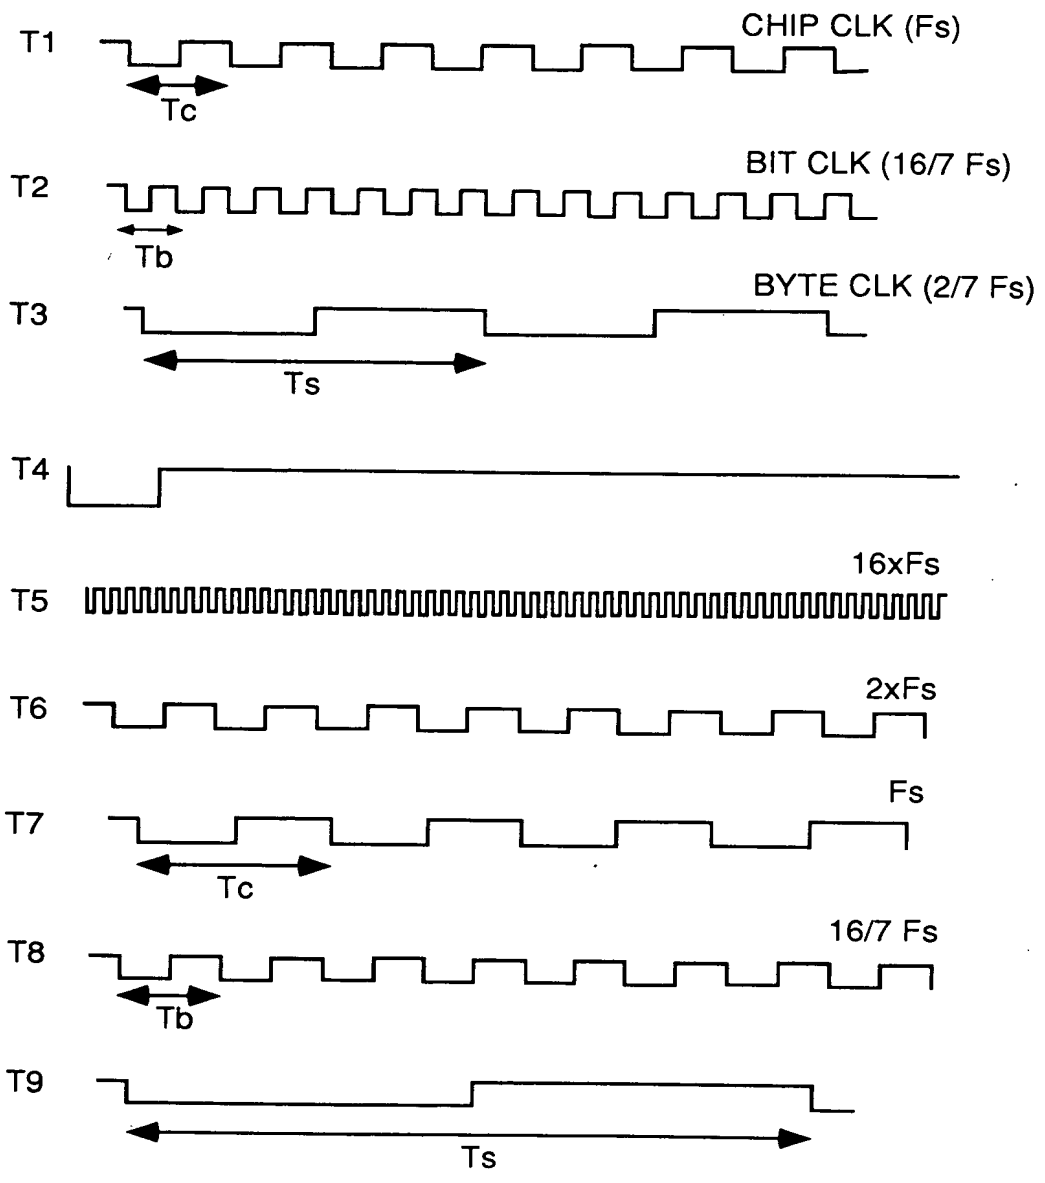 T1 CHIP CLK (Fs)
Tc
T2 BIT CLK (16/7 Fs)
Tb
T3 BYTE CLK (2/7 Fs)
Ts
T4
T5 16xFs
T6 2xFs
T7 Fs
Tc
T8 16/7 Fs
Tb
T9
Ts